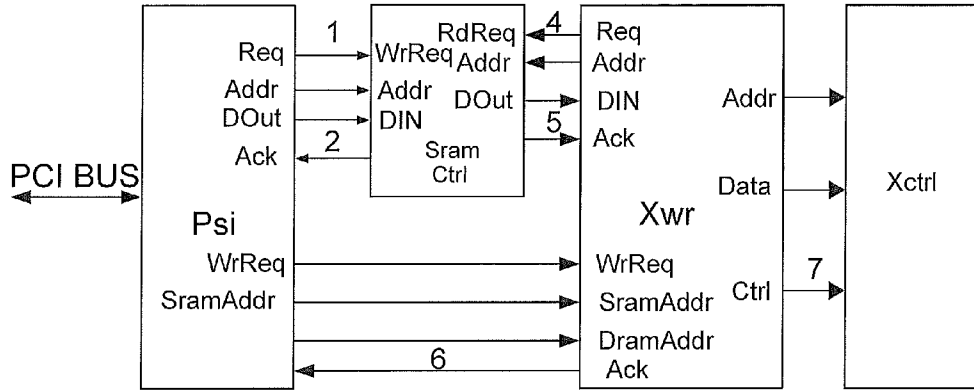 PCI BUS
Psi
Req
Addr
DOut
Ack
WrReq
SramAddr
1
2
RdReq
WrReq
Addr
Addr
DOut
DIN
Sram
Ctrl
4
5
6
Req
Addr
DIN
Ack
Xwr
WrReq
SramAddr
DramAddr
Ack
Addr
Data
Ctrl
7
Xctrl